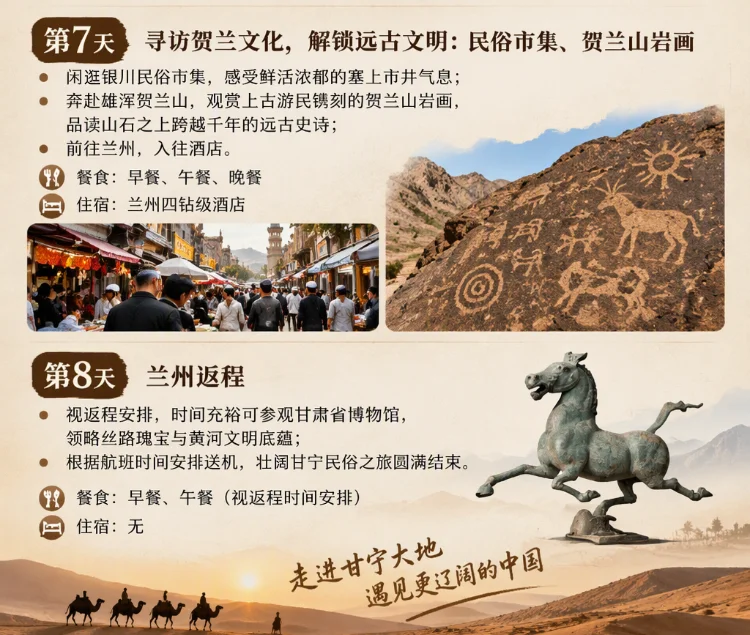 第7天 寻访贺兰文化，解锁远古文明：民俗市集、贺兰山岩画
闲逛银川民俗市集，感受鲜活浓郁的塞上市井气息；
奔赴雄浑贺兰山，观赏上古游民镌刻的贺兰山岩画，
品读山石之上跨越千年的远古史诗；
前往兰州，入住酒店。
餐食：早餐、午餐、晚餐
住宿：兰州四钻级酒店
第8天 兰州返程
视返程安排，时间充裕可参观甘肃省博物馆，
领略丝路瑰宝与黄河文明底蕴；
根据航班时间安排送机，壮阔甘宁民俗之旅圆满结束。
餐食：早餐、午餐（视返程时间安排）
住宿：无
走进甘宁大地
遇见更辽阔的中国